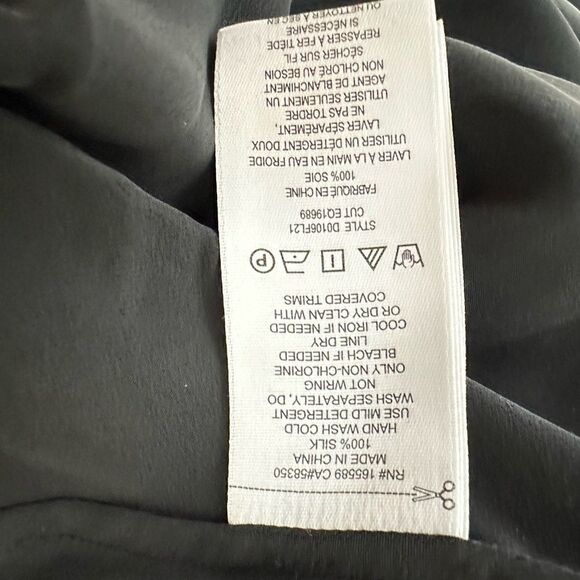 RN# 165589 CA#58350
MADE IN CHINA
100% SILK
HAND WASH COLD
USE MILD DETERGENT
WASH SEPARATELY, DO
NOT WRING
ONLY NON-CHLORINE
BLEACH IF NEEDED
LINE DRY
COOL IRON IF NEEDED
OR DRY CLEAN WITH
COVERED TRIMS
P
STYLE D0106FL21
CUT EQ19689
FABRIQUÉ EN CHINE
100% SOIE
LAVER À LA MAIN EN EAU FROIDE
UTILISER UN DÉTERGENT DOUX
LAVER SÉPARÉMENT,
NE PAS TORDRE
UTILISER SEULEMENT UN
AGENT DE BLANCHIMENT
NON CHLORÉ AU BESOIN
SÉCHER SUR FIL
REPASSER À FER TIÈDE
SI NÉCESSAIRE
OU NETTOYER À SEC EN